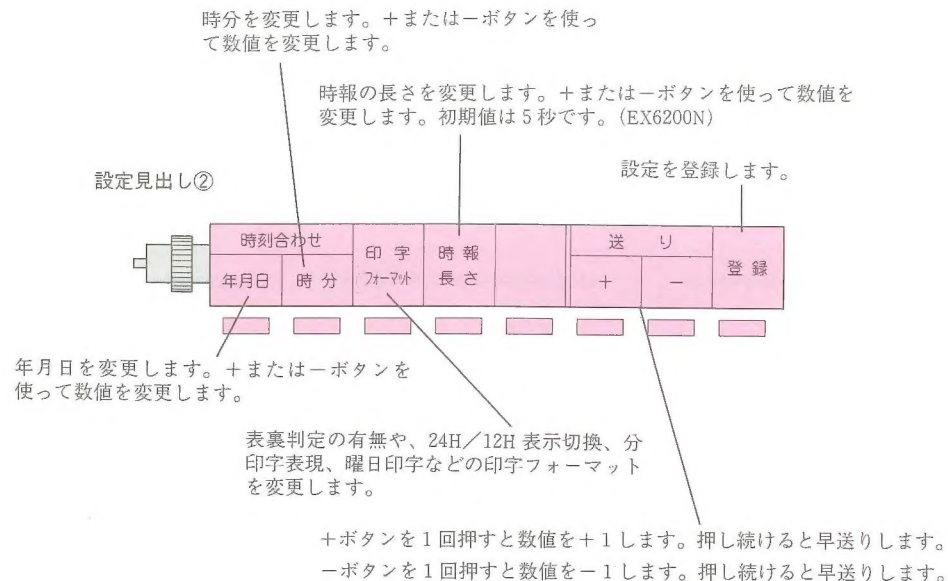 時分を変更します。＋または－ボタンを使っ
て数値を変更します。
時報の長さを変更します。＋または－ボタンを使って数値を
変更します。初期値は５秒です。(EX6200N)
設定を登録します。
設定見出し②
時刻合わせ
年月日
時 分
印 字
フォーマット
時 報
長 さ
送 り
＋
－
登 録
年月日を変更します。＋または－ボタンを
使って数値を変更します。
表裏判定の有無や、24H／12H 表示切換、分
印字表現、曜日印字などの印字フォーマット
を変更します。
＋ボタンを１回押すと数値を＋１します。押し続けると早送りします。
－ボタンを１回押すと数値を－１します。押し続けると早送りします。